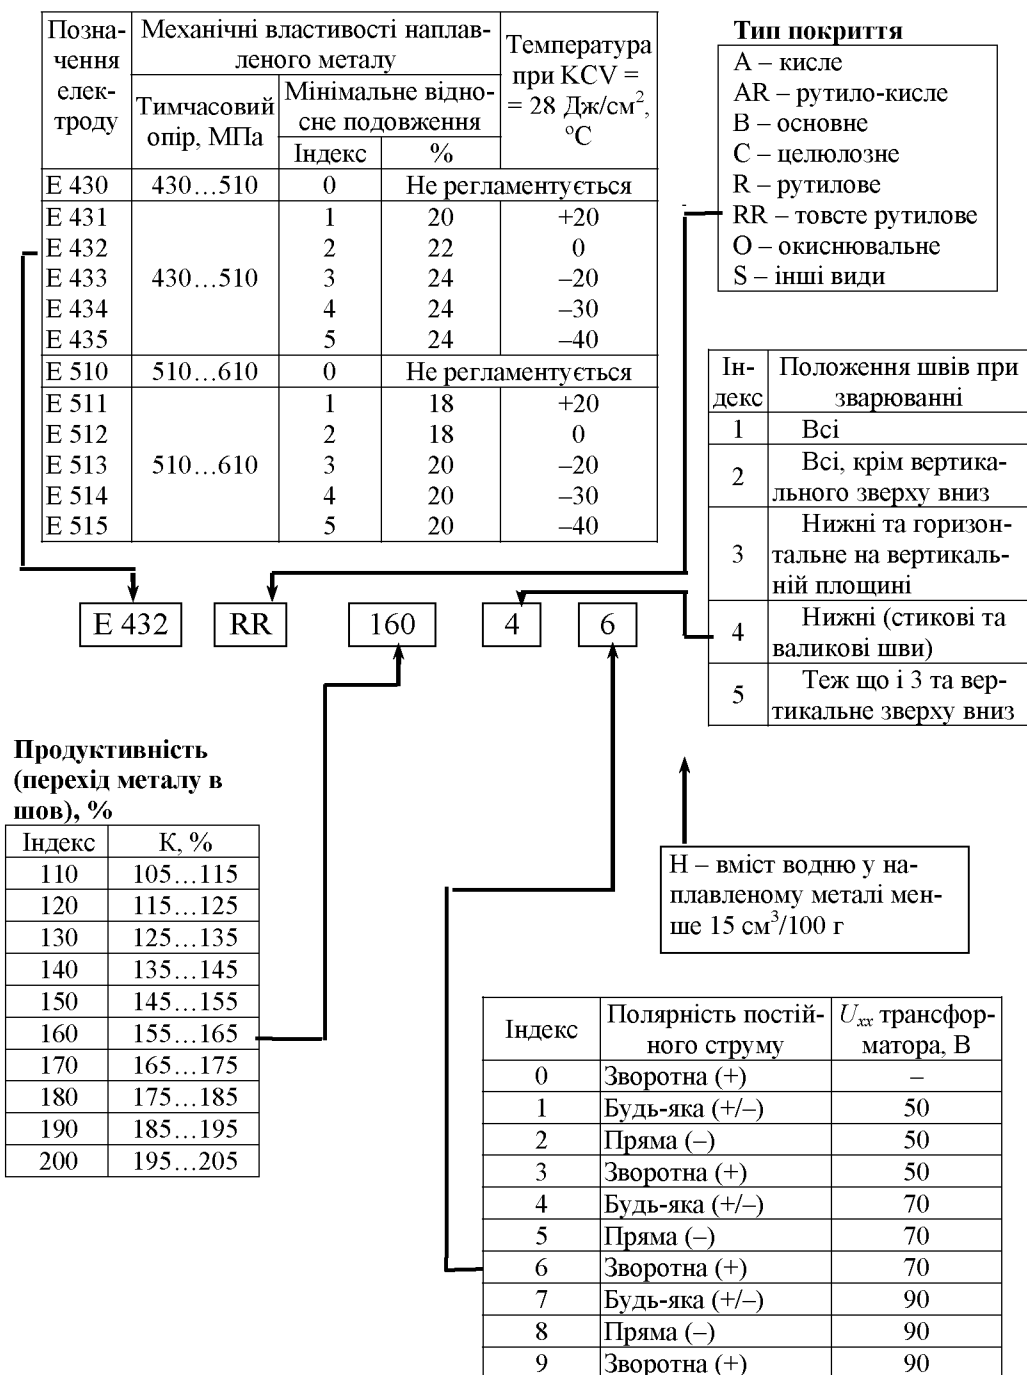 Позна-
чення
елек-
троду
Механічні властивості наплав-
леного металу
Тимчасовий
опір, МПа
Мінімальне відно-
сне подовження
Індекс %
Температура
при KCV =
= 28 Дж/см²,
°C
Е 430 430…510 0 Не регламентується
Е 431 1 20 +20
Е 432 2 22 0
Е 433 430…510 3 24 –20
Е 434 4 24 –30
Е 435 5 24 –40
Е 510 510…610 0 Не регламентується
Е 511 1 18 +20
Е 512 2 18 0
Е 513 510…610 3 20 –20
Е 514 4 20 –30
Е 515 5 20 –40
Тип покриття
A – кисле
AR – рутило-кисле
B – основне
C – целюлозне
R – рутилове
RR – товсте рутилове
O – окиснювальне
S – інші види
Ін-
декс
Положення швів при
зварюванні
1 Всі
2 Всі, крім вертика-
льного зверху вниз
3 Нижні та горизон-
тальне на вертикаль-
ній площині
4 Нижні (стикові та
валикові шви)
5 Теж що і 3 та вер-
тикальне зверху вниз
Е 432 RR 160 4 6
Продуктивність
(перехід металу в
шов), %
Індекс К, %
110 105…115
120 115…125
130 125…135
140 135…145
150 145…155
160 155…165
170 165…175
180 175…185
190 185…195
200 195…205
Н – вміст водню у на-
плавленому металі мен-
ше 15 см³/100 г
Індекс
Полярність постій-
ного струму
Uxx трансфор-
матора, В
0 Зворотна (+) –
1 Будь-яка (+/–) 50
2 Пряма (–) 50
3 Зворотна (+) 50
4 Будь-яка (+/–) 70
5 Пряма (–) 70
6 Зворотна (+) 70
7 Будь-яка (+/–) 90
8 Пряма (–) 90
9 Зворотна (+) 90